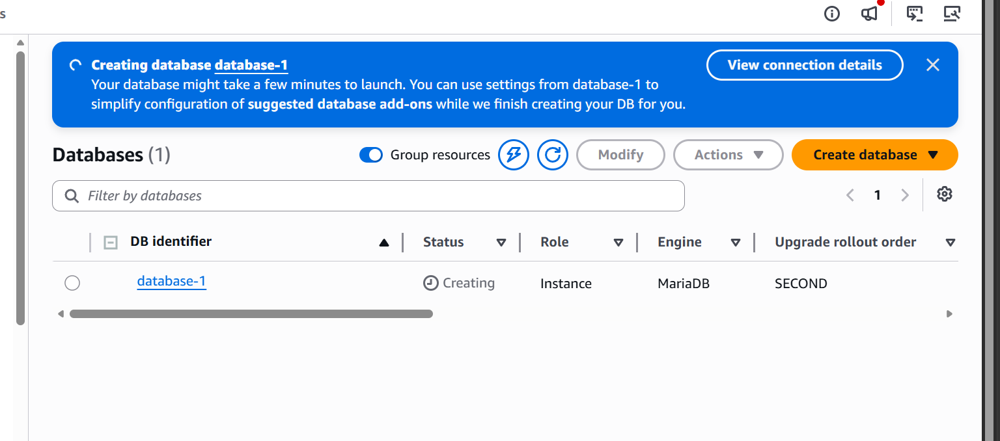 s
Creating database database-1
View connection details
Your database might take a few minutes to launch. You can use settings from database-1 to
simplify configuration of suggested database add-ons while we finish creating your DB for you.
Databases (1)
Group resources
Modify
Actions
Create database
Filter by databases
1
DB identifier
Status
Role
Engine
Upgrade rollout order
database-1
Creating
Instance
MariaDB
SECOND